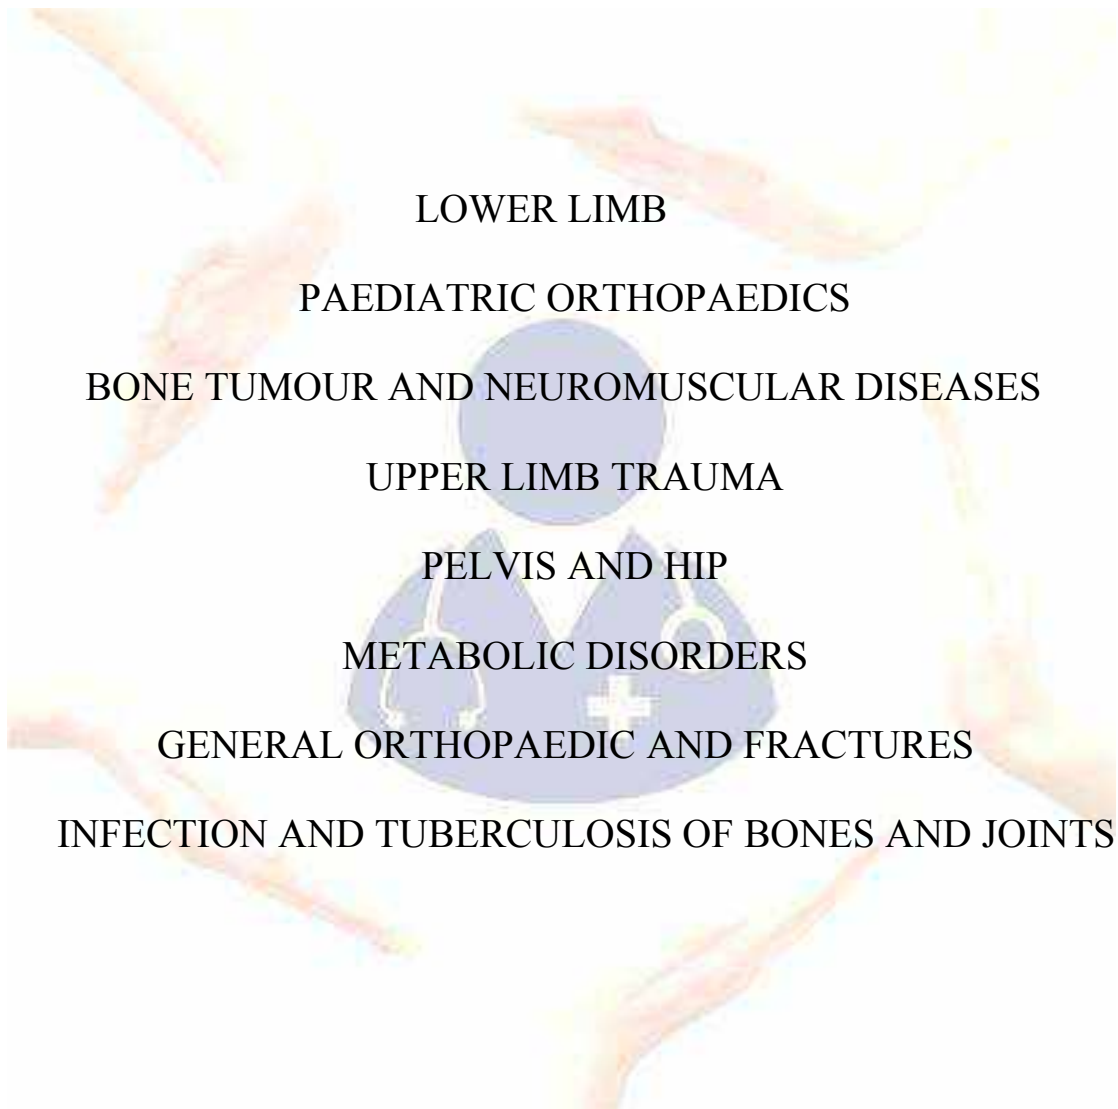 LOWER LIMB
PAEDIATRIC ORTHOPAEDICS
BONE TUMOUR AND NEUROMUSCULAR DISEASES
UPPER LIMB TRAUMA
PELVIS AND HIP
METABOLIC DISORDERS
GENERAL ORTHOPAEDIC AND FRACTURES
INFECTION AND TUBERCULOSIS OF BONES AND JOINTS